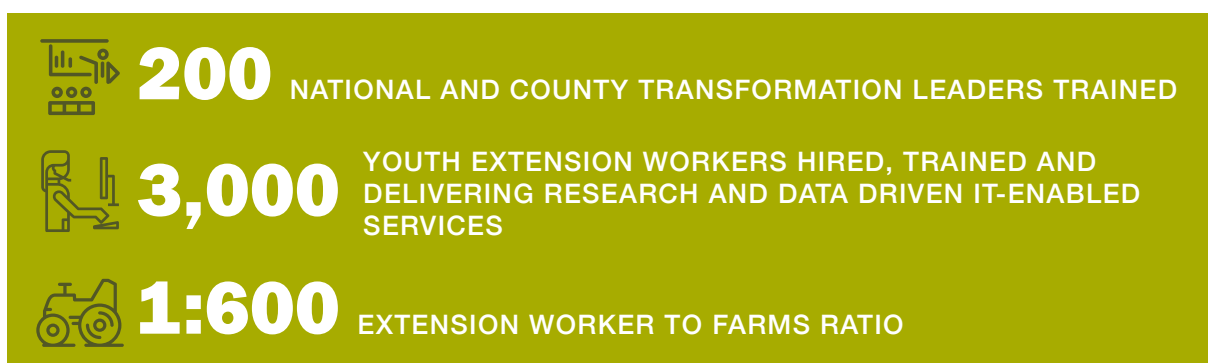 200 NATIONAL AND COUNTY TRANSFORMATION LEADERS TRAINED
3,000 YOUTH EXTENSION WORKERS HIRED, TRAINED AND
DELIVERING RESEARCH AND DATA DRIVEN IT-ENABLED
SERVICES
1:600 EXTENSION WORKER TO FARMS RATIO